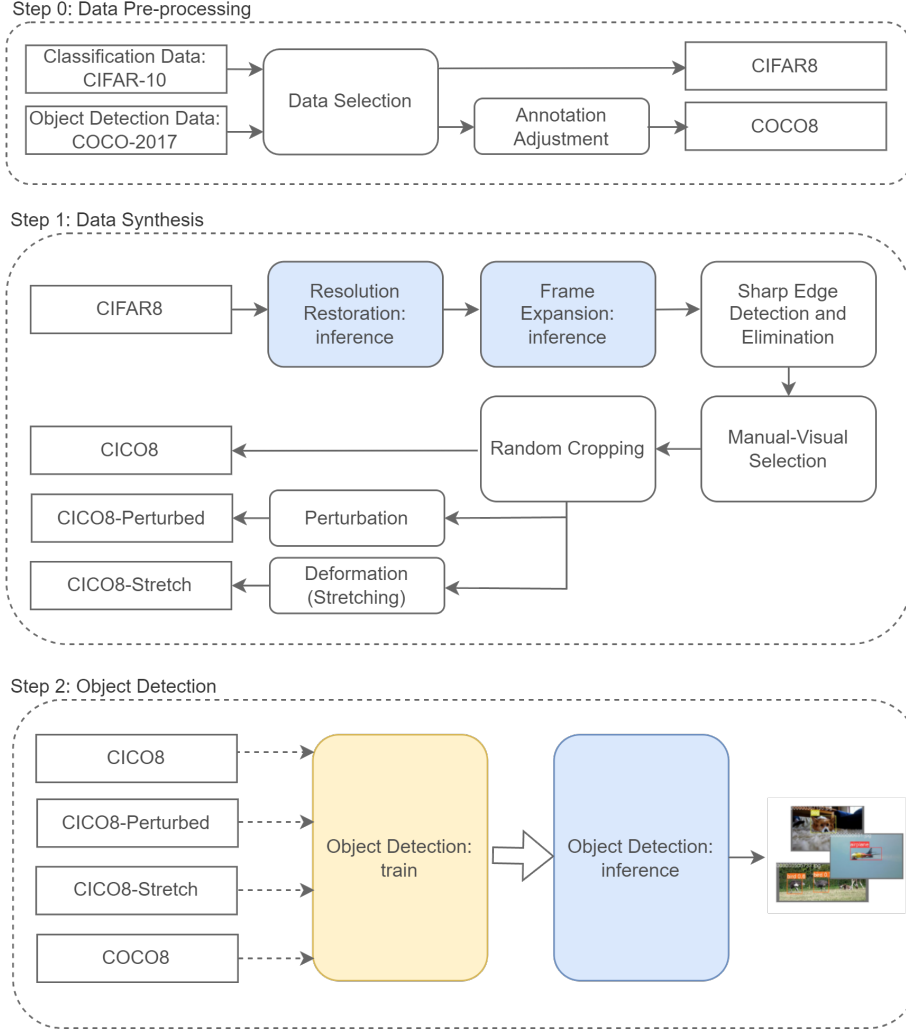 Step 0: Data Pre-processing
Classification Data:
CIFAR-10
Object Detection Data:
COCO-2017
Data Selection
Annotation
Adjustment
CIFAR8
COCO8
Step 1: Data Synthesis
CIFAR8
Resolution
Restoration:
inference
Frame
Expansion:
inference
Sharp Edge
Detection and
Elimination
CICO8
Random Cropping
Manual-Visual
Selection
CICO8-Perturbed
Perturbation
CICO8-Stretch
Deformation
(Stretching)
Step 2: Object Detection
CICO8
CICO8-Perturbed
CICO8-Stretch
COCO8
Object Detection:
train
Object Detection:
inference